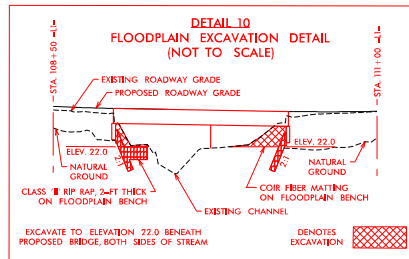 DETAIL 10
FLOODPLAIN EXCAVATION DETAIL
(NOT TO SCALE)
STA. 108+50 -L-
STA. 111+00 -L-
EXISTING ROADWAY GRADE
PROPOSED ROADWAY GRADE
ELEV. 22.0
ELEV. 22.0
2:1
2:1
NATURAL
GROUND
NATURAL
GROUND
CLASS 'II' RIP RAP, 2-FT THICK
ON FLOODPLAIN BENCH
COIR FIBER MATTING
ON FLOODPLAIN BENCH
EXISTING CHANNEL
EXCAVATE TO ELEVATION 22.0 BENEATH
PROPOSED BRIDGE, BOTH SIDES OF STREAM
DENOTES
EXCAVATION